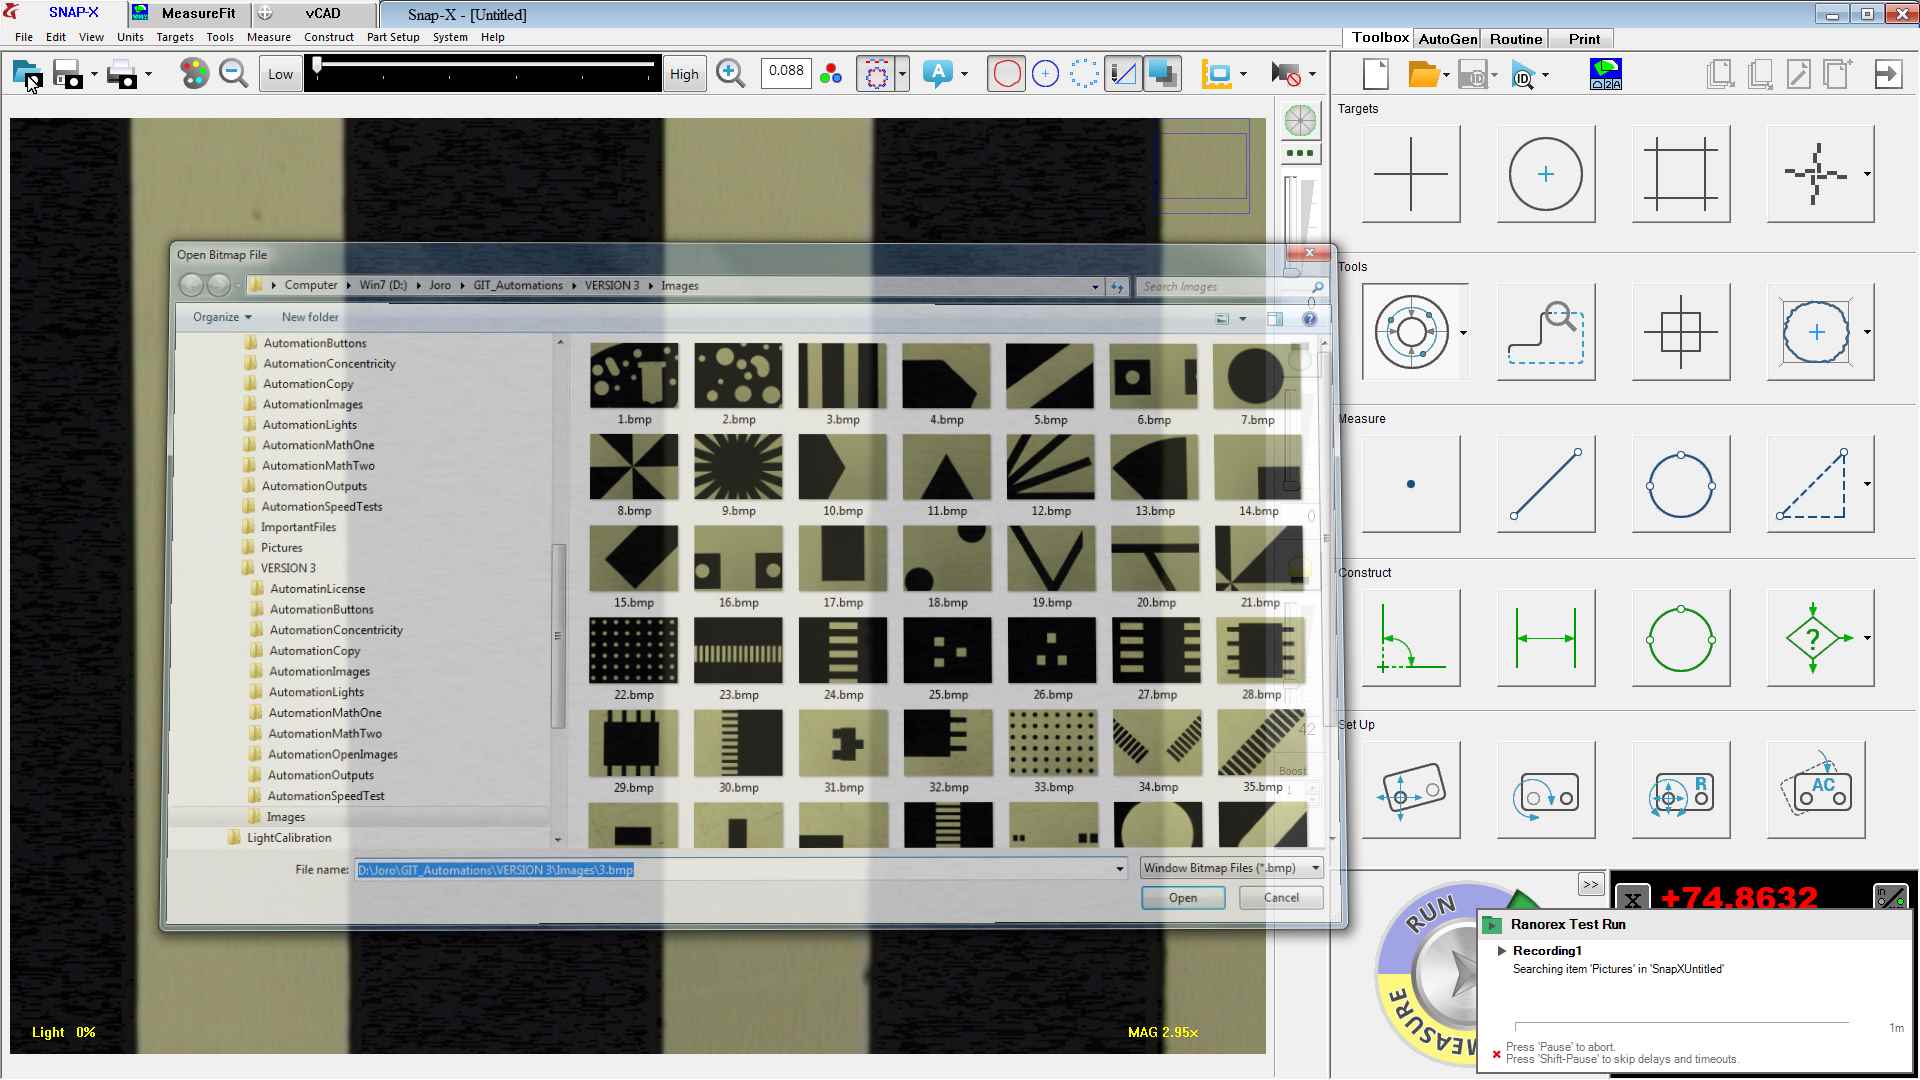 SNAP-X
MeasureFit
vCAD
Snap-X - [Untitled]
File Edit View Units Targets Tools Measure Construct Part Setup System Help
Toolbox AutoGen Routine Print
Low
High
0.088
A
ID
ID
Targets
Open Bitmap File
Computer Win7 (D:) Joro GIT_Automations VERSION 3 Images
Search Images
Tools
Organize New folder
0
AutomationButtons
AutomationConcentricity
AutomationCopy
AutomationImages
AutomationLights
AutomationMathOne
AutomationMathTwo
AutomationOutputs
AutomationSpeedTests
ImportantFiles
Pictures
VERSION 3
AutomatinLicense
AutomationButtons
AutomationConcentricity
AutomationCopy
AutomationImages
AutomationLights
AutomationMathOne
AutomationMathTwo
AutomationOpenImages
AutomationOutputs
AutomationSpeedTest
Images
LightCalibration
1.bmp 2.bmp 3.bmp 4.bmp 5.bmp 6.bmp 7.bmp
8.bmp 9.bmp 10.bmp 11.bmp 12.bmp 13.bmp 14.bmp
15.bmp 16.bmp 17.bmp 18.bmp 19.bmp 20.bmp 21.bmp
22.bmp 23.bmp 24.bmp 25.bmp 26.bmp 27.bmp 28.bmp
29.bmp 30.bmp 31.bmp 32.bmp 33.bmp 34.bmp 35.bmp
File name: D:\Joro\GIT_Automations\VERSION 3\Images\3.bmp
Window Bitmap Files (*.bmp)
Open Cancel
0
42
Boost
1
Measure
Construct
?
Set Up
R
AC
>>
X
+74.8632
in
RUN
MEASURE
Ranorex Test Run
Recording1
Searching item 'Pictures' in 'SnapXUntitled'
1m
Press 'Pause' to abort.
Press 'Shift-Pause' to skip delays and timeouts.
Light 0%
MAG 2.95x